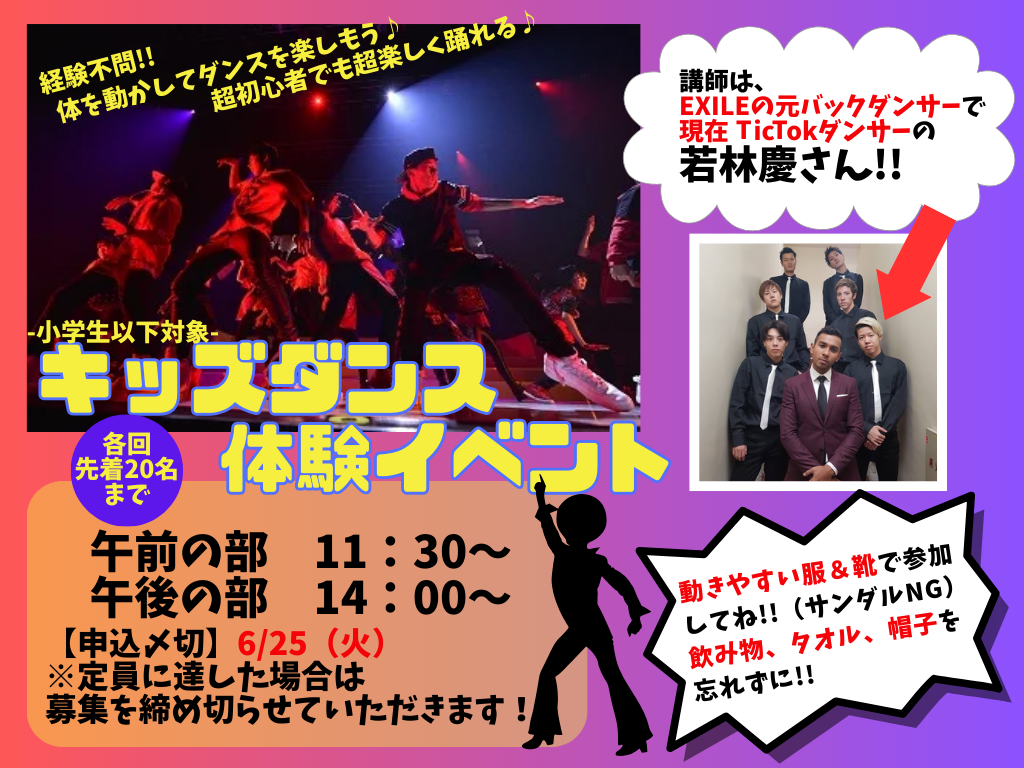 経験不問!!
体を動かしてダンスを楽しもう♪
超初心者でも超楽しく踊れる♪
講師は、
EXILEの元バックダンサーで
現在 TicTokダンサーの
若林慶さん!!
-小学生以下対象-
キッズダンス
体験イベント
各回
先着20名
まで
午前の部　11：30〜
午後の部　14：00〜
【申込〆切】6/25（火）
※定員に達した場合は
募集を締め切らせていただきます！
動きやすい服＆靴で参加
してね!!（サンダルNG）
飲み物、タオル、帽子を
忘れずに!!